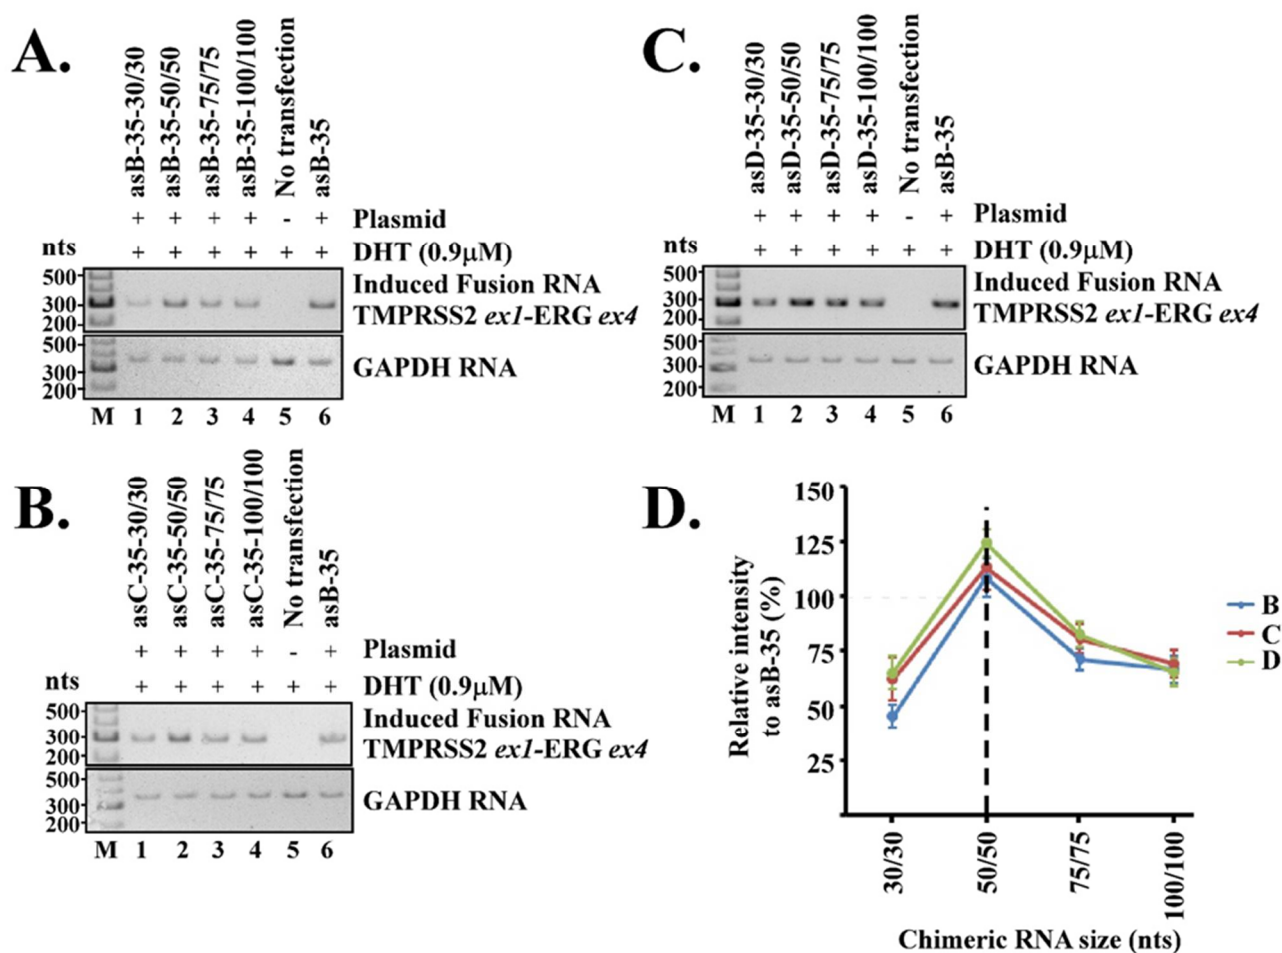 A.
asB-35-30/30
asB-35-50/50
asB-35-75/75
asB-35-100/100
No transfection
asB-35
+ + + + - + Plasmid
nts + + + + + + DHT (0.9μM)
500
300
200
Induced Fusion RNA
TMPRSS2 ex1-ERG ex4
500
300
200
GAPDH RNA
M 1 2 3 4 5 6
B.
asC-35-30/30
asC-35-50/50
asC-35-75/75
asC-35-100/100
No transfection
asB-35
+ + + + - + Plasmid
nts + + + + + + DHT (0.9μM)
500
300
200
Induced Fusion RNA
TMPRSS2 ex1-ERG ex4
500
300
200
GAPDH RNA
M 1 2 3 4 5 6
C.
asD-35-30/30
asD-35-50/50
asD-35-75/75
asD-35-100/100
No transfection
asB-35
+ + + + - + Plasmid
nts + + + + + + DHT (0.9μM)
500
300
200
Induced Fusion RNA
TMPRSS2 ex1-ERG ex4
500
300
200
GAPDH RNA
M 1 2 3 4 5 6
D.
Relative intensity
to asB-35 (%)
150
125
100
75
50
25
30/30
50/50
75/75
100/100
Chimeric RNA size (nts)
B
C
D